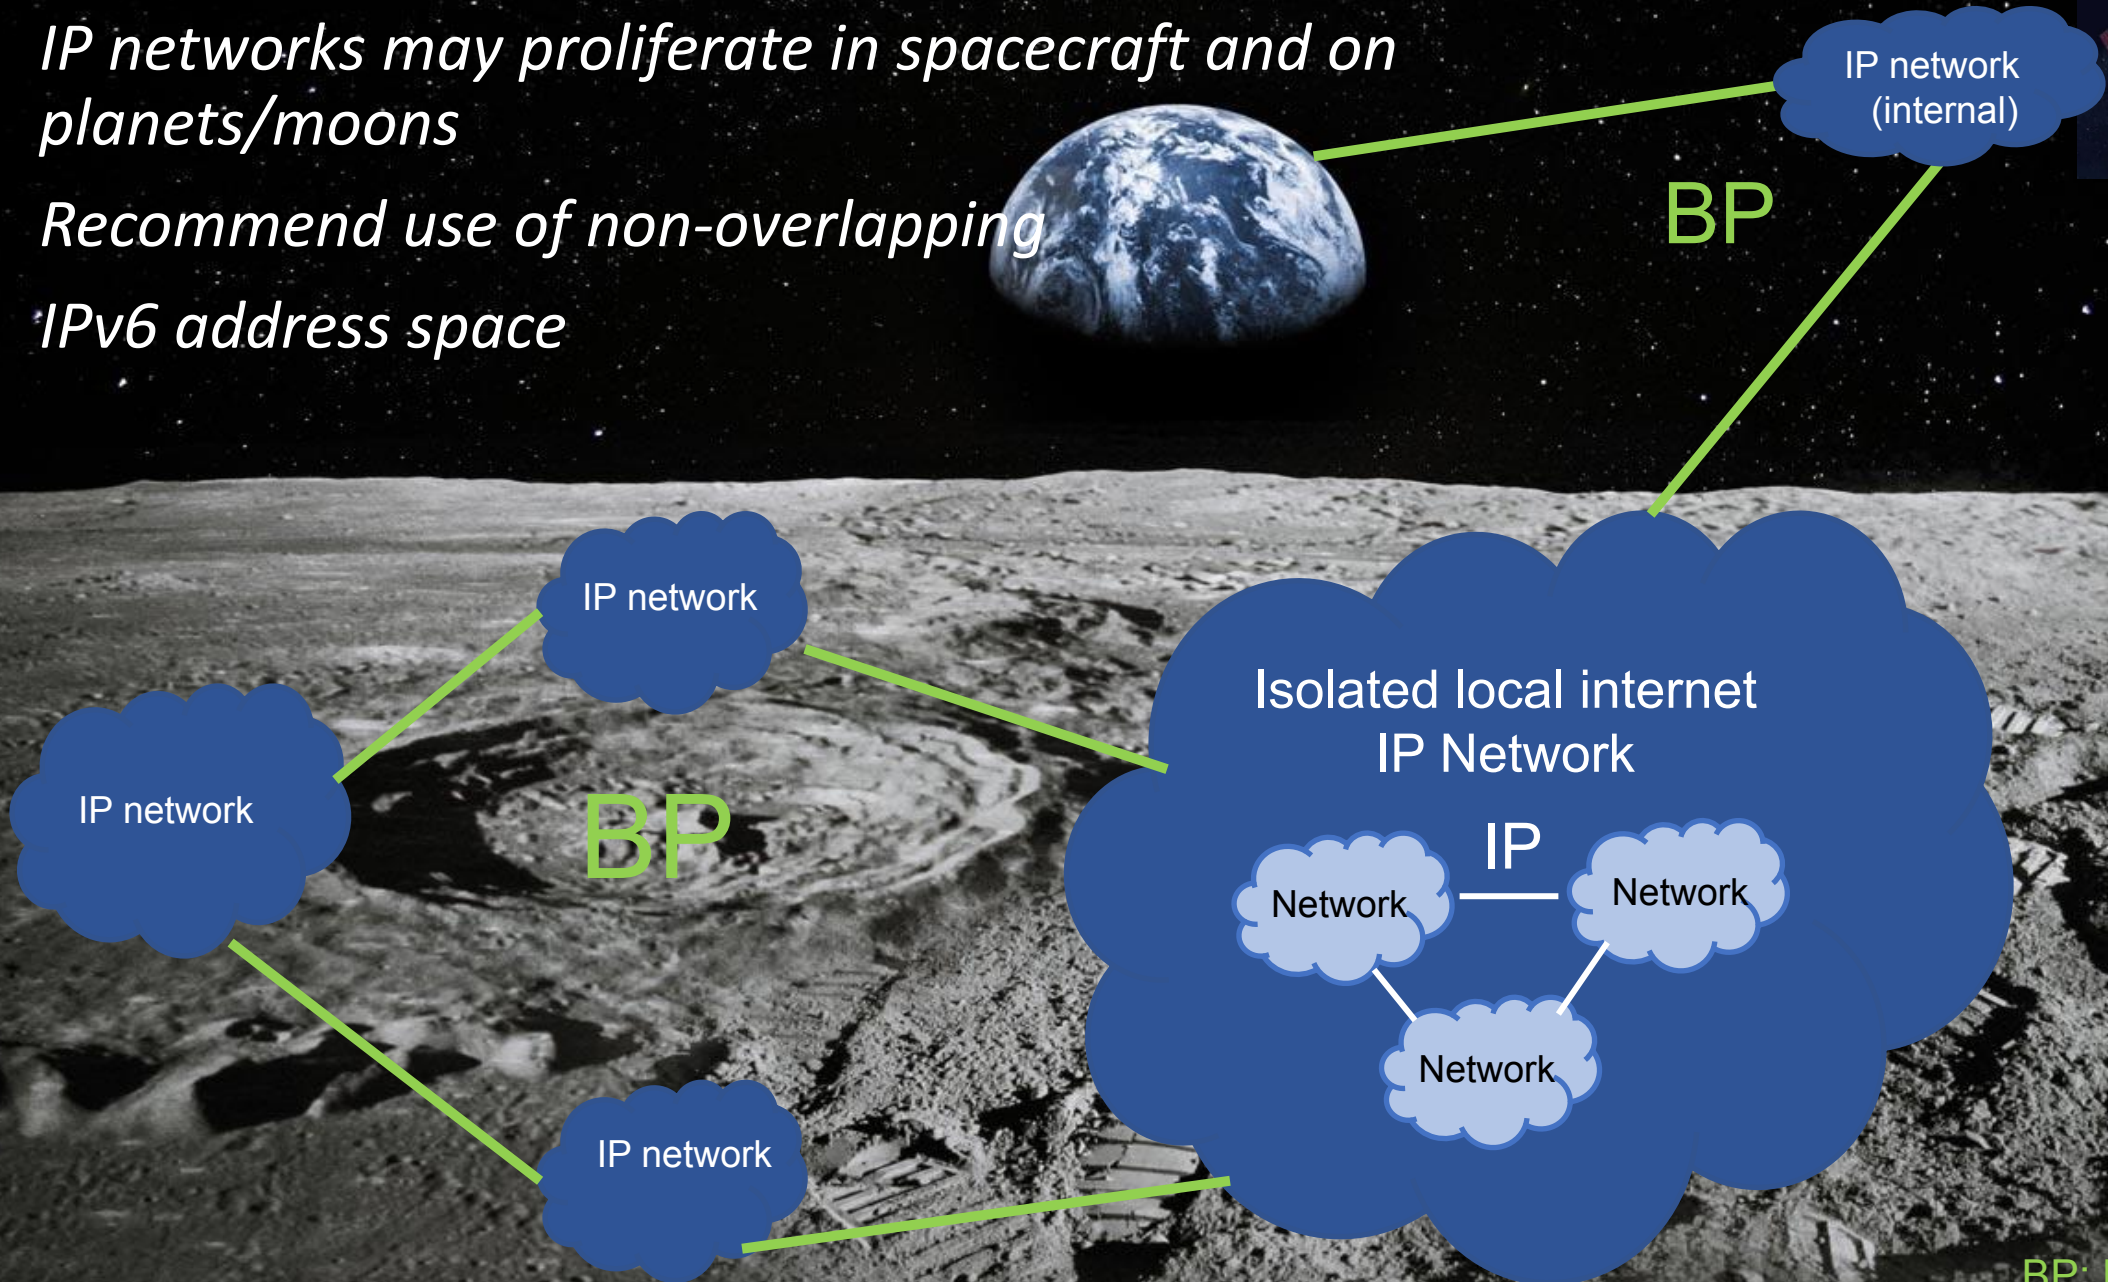 IP networks may proliferate in spacecraft and on
planets/moons
Recommend use of non-overlapping
IPv6 address space
IP network
(internal)
BP
IP network
IP network
BP
IP network
Isolated local internet
IP Network
IP
Network
Network
Network
BP: